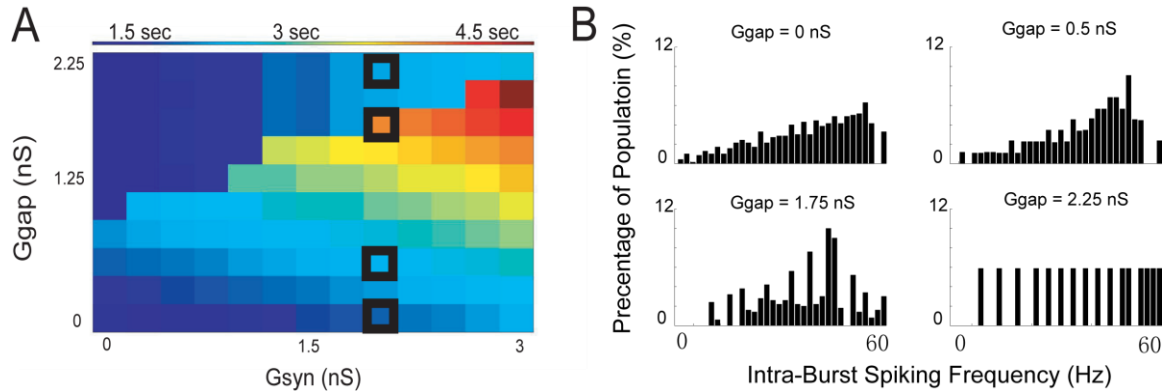 A
1.5 sec 3 sec 4.5 sec
2.25
1.25
0
Ggap (nS)
0 1.5 3
Gsyn (nS)
B
Precentage of Populatoin (%)
Ggap = 0 nS
12
0
Ggap = 0.5 nS
12
0
Ggap = 1.75 nS
12
0
0 60
Ggap = 2.25 nS
12
0
0 60
Intra-Burst Spiking Frequency (Hz)